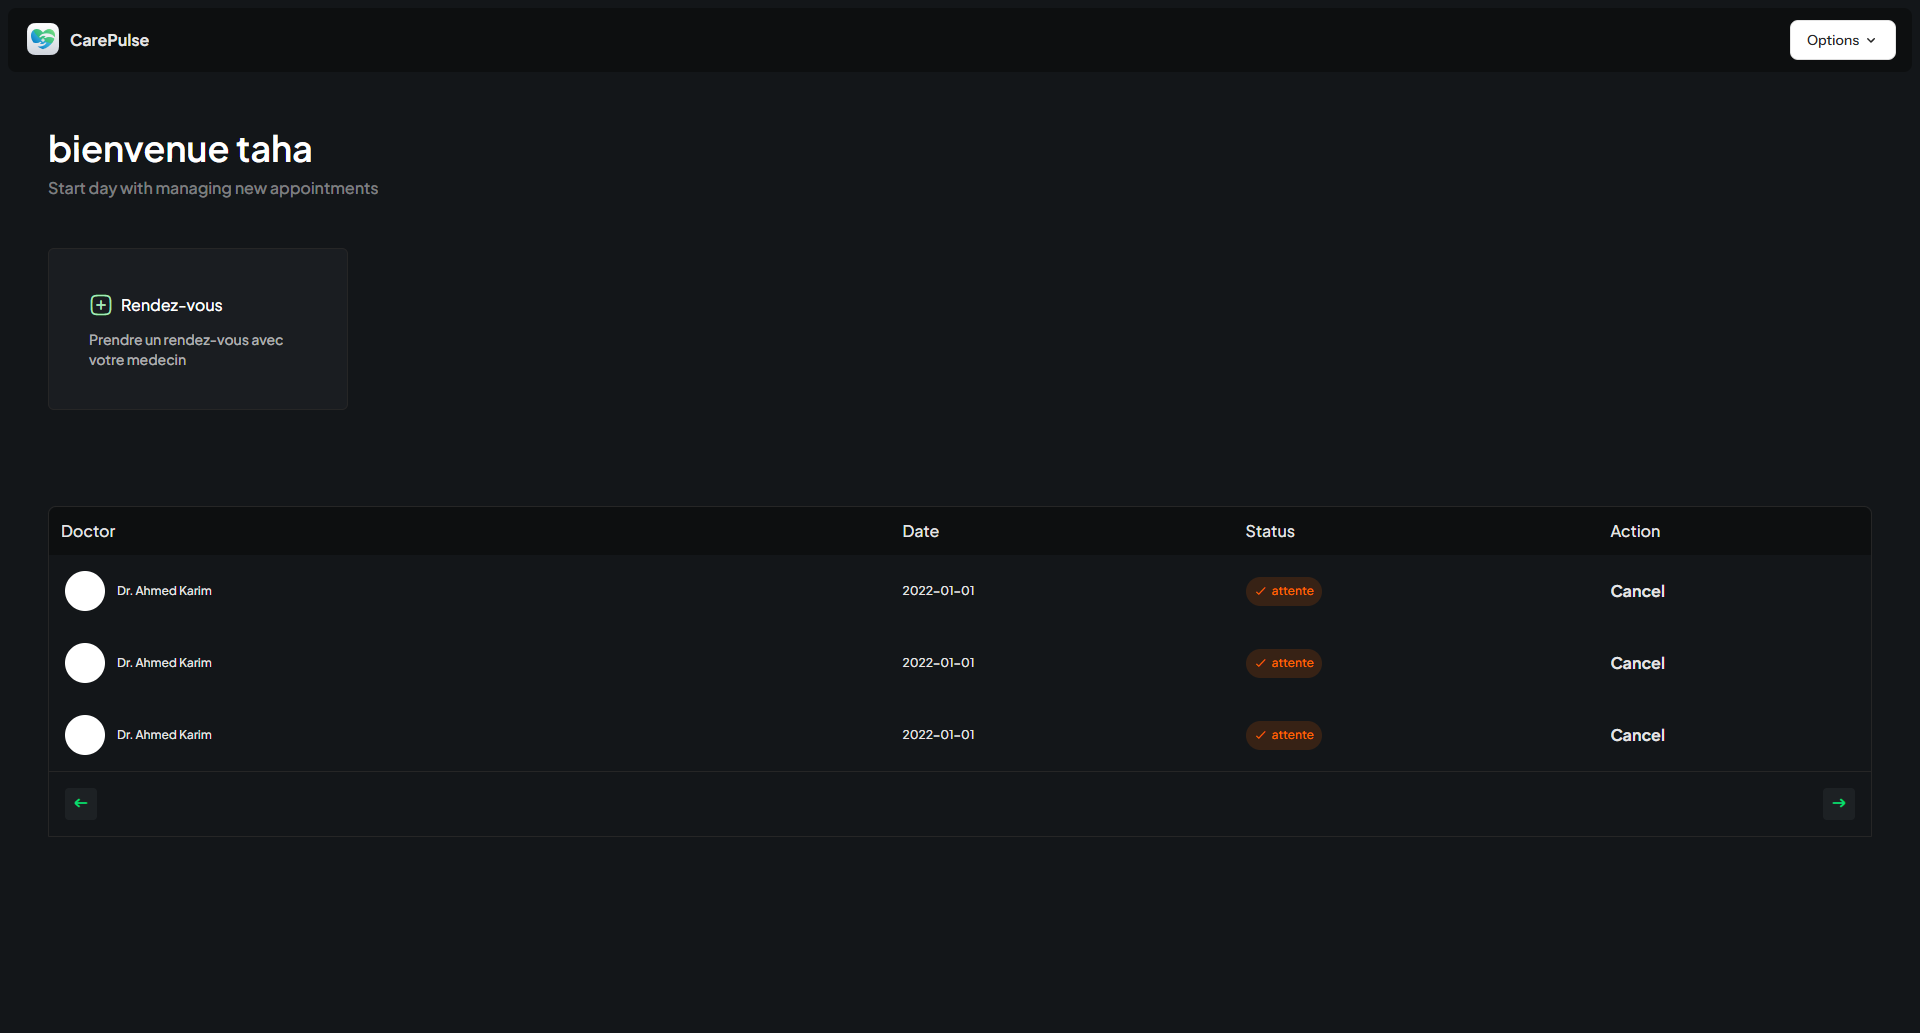 CarePulse
Options
bienvenue taha
Start day with managing new appointments
Rendez-vous
Prendre un rendez-vous avec
votre medecin
Doctor Date Status Action
Dr. Ahmed Karim 2022-01-01 attente Cancel
Dr. Ahmed Karim 2022-01-01 attente Cancel
Dr. Ahmed Karim 2022-01-01 attente Cancel